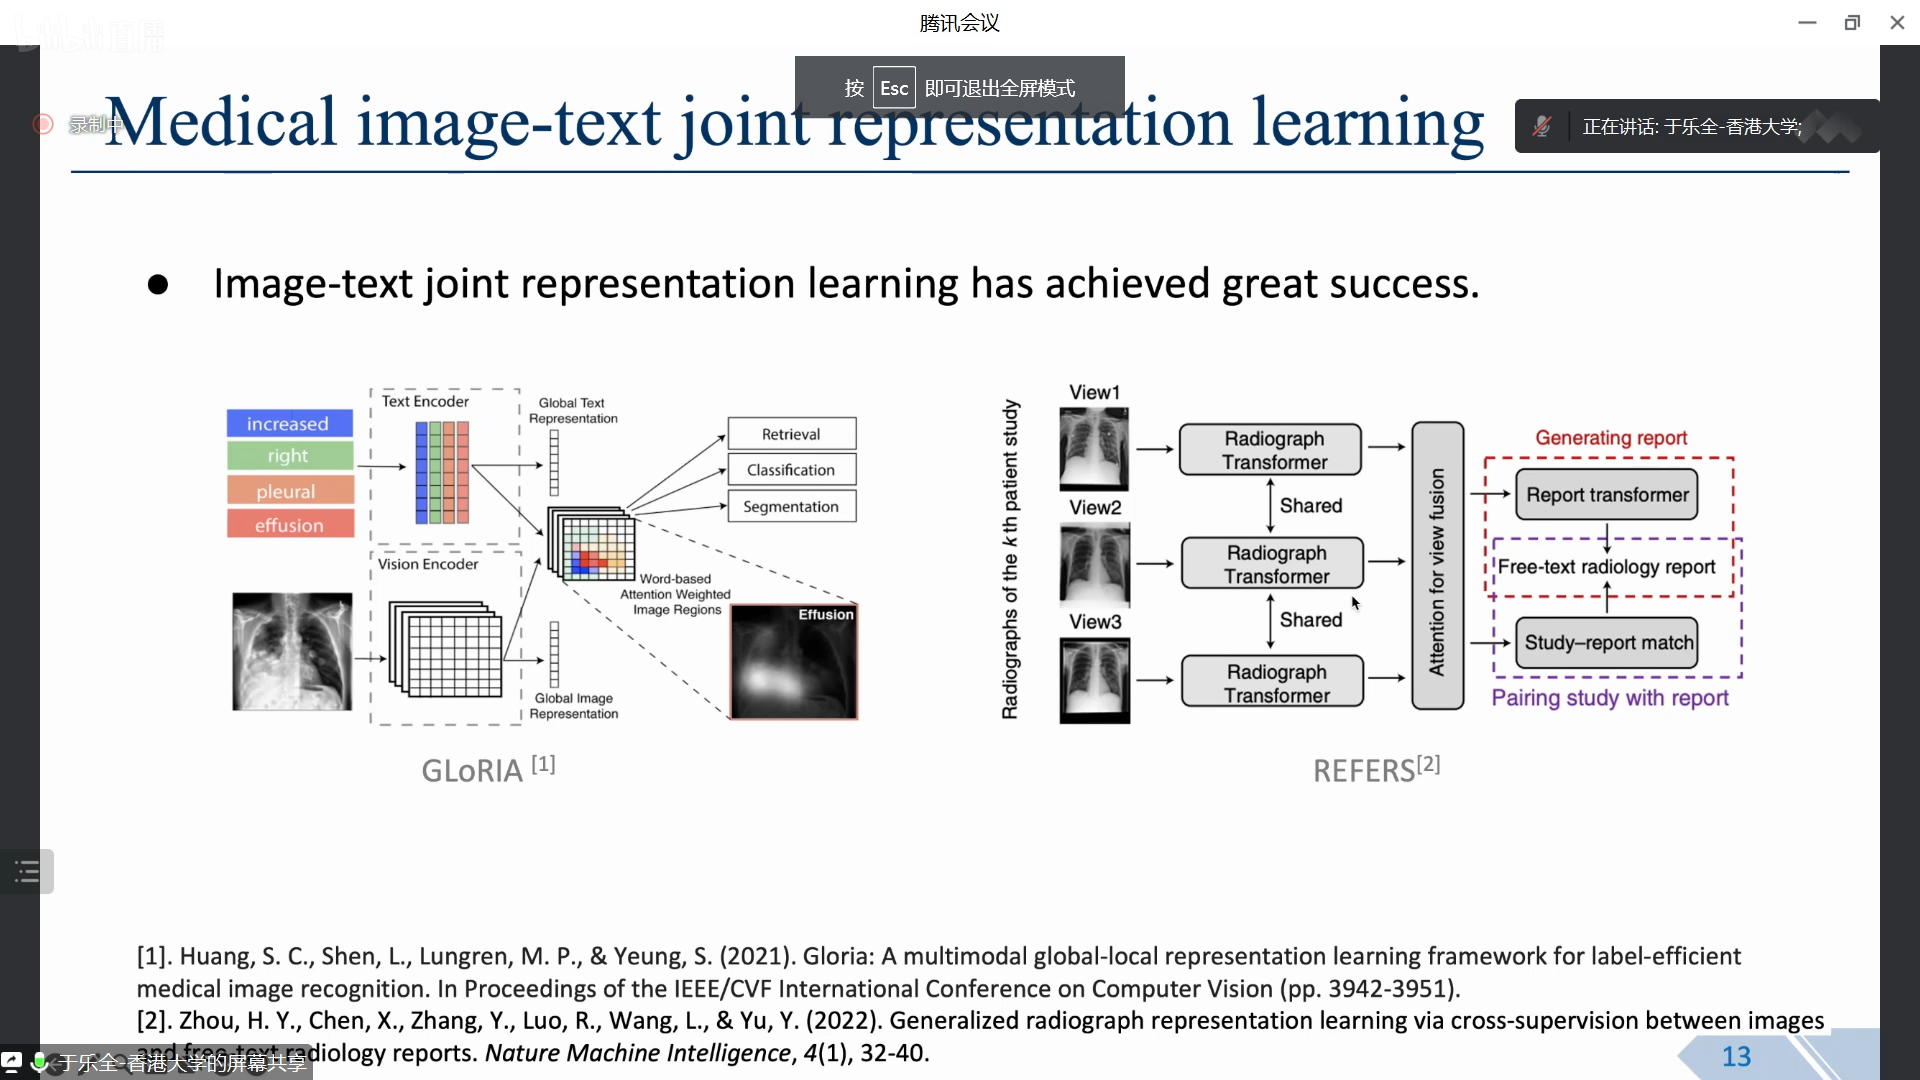 腾讯会议
bilibili 直播
按 Esc 即可退出全屏模式
录制中
Medical image-text joint representation learning
正在讲话: 于乐全-香港大学;
● Image-text joint representation learning has achieved great success.
increased
right
pleural
effusion
Text Encoder
Vision Encoder
Global Text
Representation
Retrieval
Classification
Segmentation
Word-based
Attention Weighted
Image Regions
Effusion
Global Image
Representation
GLoRIA [1]
Radiographs of the k th patient study
View1
View2
View3
Radiograph
Transformer
Shared
Radiograph
Transformer
Shared
Radiograph
Transformer
Attention for view fusion
Generating report
Report transformer
Free-text radiology report
Study–report match
Pairing study with report
REFERS[2]
[1]. Huang, S. C., Shen, L., Lungren, M. P., & Yeung, S. (2021). Gloria: A multimodal global-local representation learning framework for label-efficient
medical image recognition. In Proceedings of the IEEE/CVF International Conference on Computer Vision (pp. 3942-3951).
[2]. Zhou, H. Y., Chen, X., Zhang, Y., Luo, R., Wang, L., & Yu, Y. (2022). Generalized radiograph representation learning via cross-supervision between images
and free-text radiology reports. Nature Machine Intelligence, 4(1), 32-40.
于乐全-香港大学的屏幕共享
13